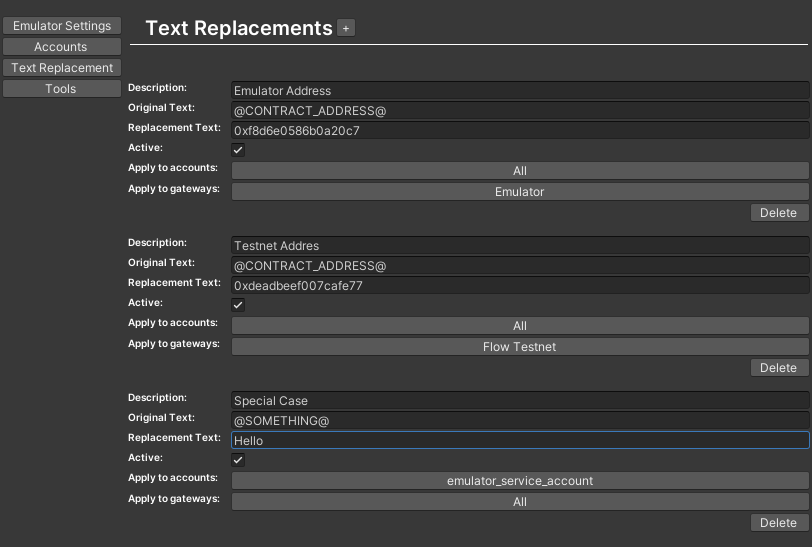 Emulator Settings
Accounts
Text Replacement
Tools
Text Replacements +
Description: Emulator Address
Original Text: @CONTRACT_ADDRESS@
Replacement Text: 0xf8d6e0586b0a20c7
Active:
Apply to accounts: All
Apply to gateways: Emulator
Delete
Description: Testnet Addres
Original Text: @CONTRACT_ADDRESS@
Replacement Text: 0xdeadbeef007cafe77
Active:
Apply to accounts: All
Apply to gateways: Flow Testnet
Delete
Description: Special Case
Original Text: @SOMETHING@
Replacement Text: Hello
Active:
Apply to accounts: emulator_service_account
Apply to gateways: All
Delete